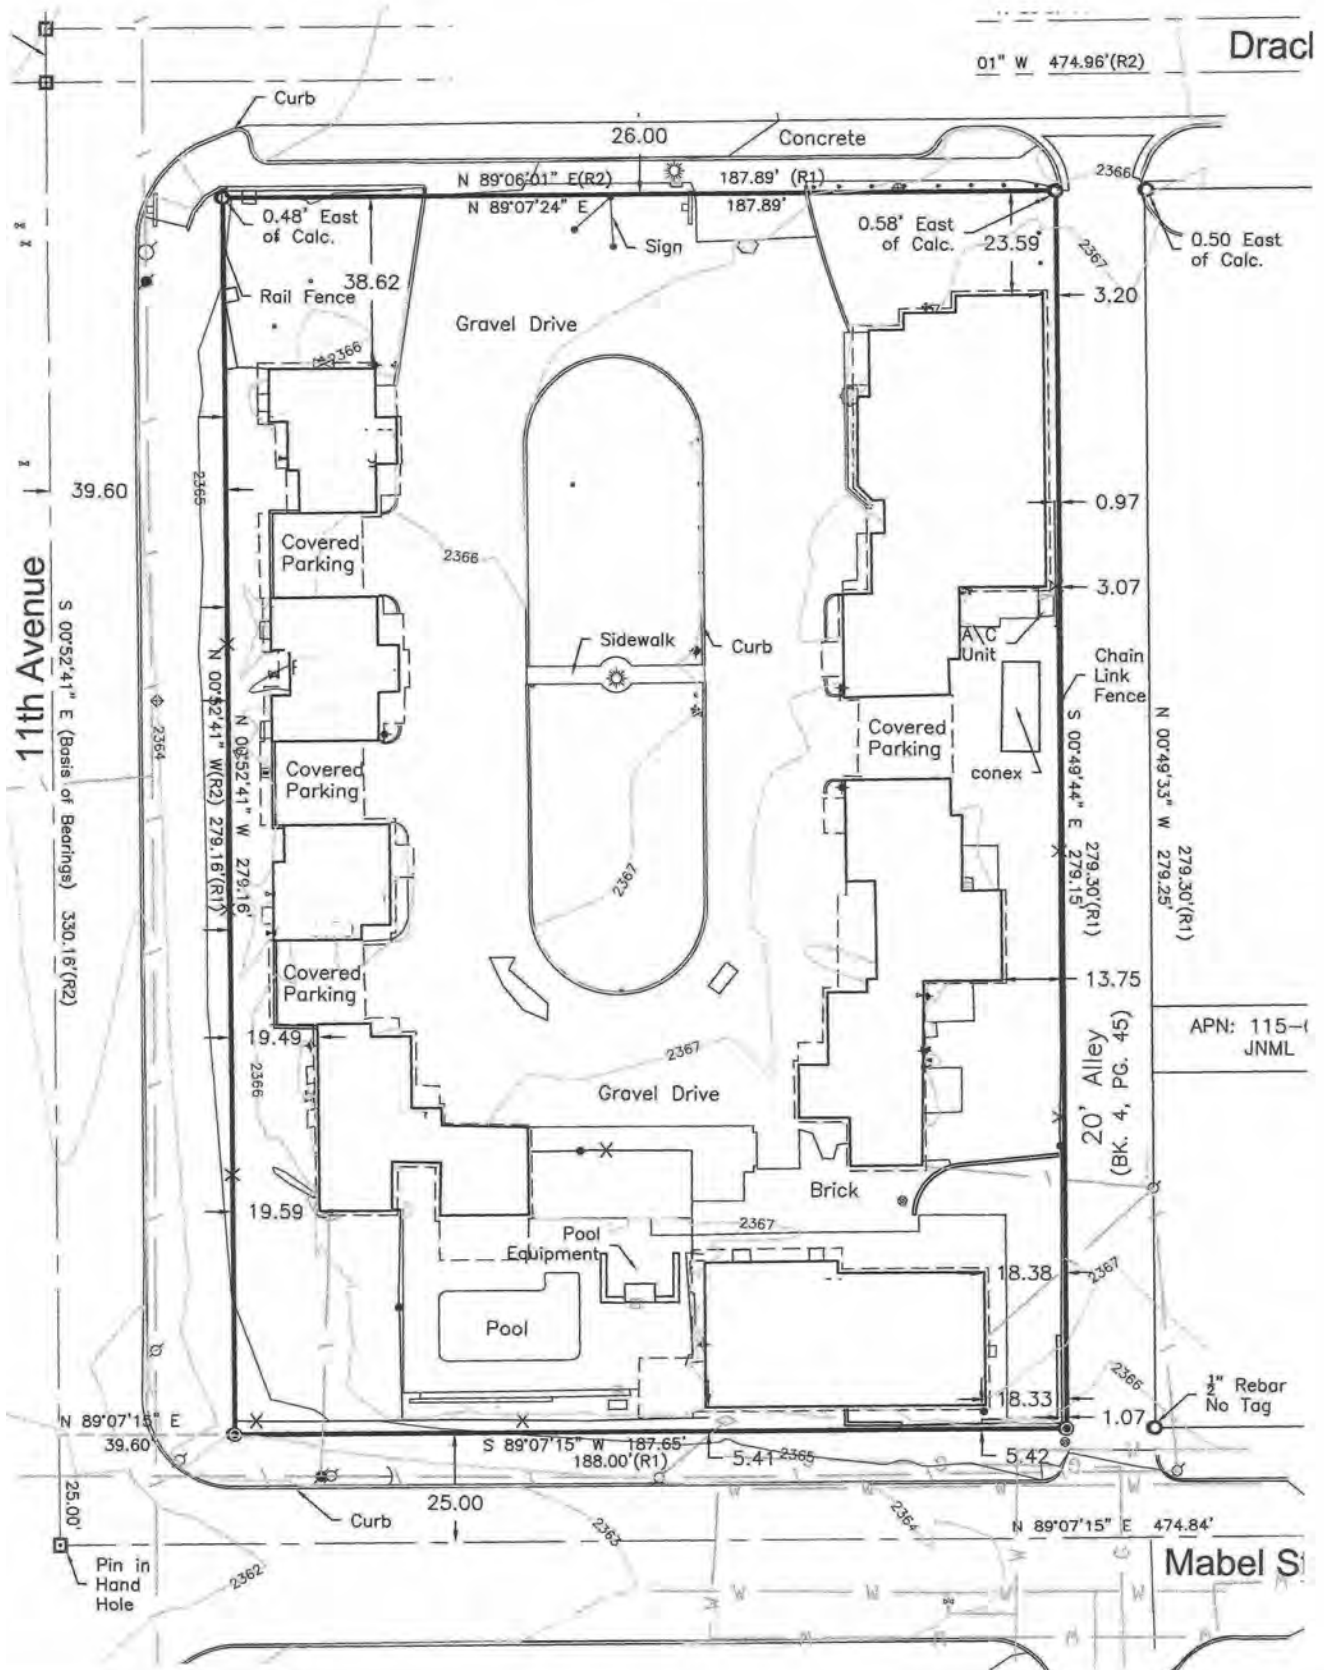 Dracl
01" W 474.96'(R2)
Curb
26.00
Concrete
N 89°06'01" E(R2) 187.89' (R1)
N 89°07'24" E 187.89'
2366
0.48' East
of Calc.
Sign
0.58' East
of Calc.
23.59
2367
0.50 East
of Calc.
38.62
Rail Fence
3.20
Gravel Drive
2366
39.60
2365
0.97
Covered
Parking
2366
3.07
11th Avenue
S 00°52'41" E (Basis of Bearings) 330.16'(R2)
Sidewalk
Curb
A/C
Unit
Chain
Link
Fence
N 00°52'41" W(R2) 279.16'(R1)
N 00°52'41" W 279.16'
2364
Covered
Parking
Covered
Parking
conex
S 00°49'44" E 279.15'
279.30'(R1)
N 00°49'33" W 279.25'
279.30'(R1)
2367
Covered
Parking
13.75
19.49
2366
2367
20' Alley
(BK. 4, PG. 45)
APN: 115-
JNML
Gravel Drive
19.59
Brick
2367
Pool
Equipment
18.38
2367
Pool
2366
1/2" Rebar
No Tag
18.33
1.07
N 89°07'15" E
39.60'
S 89°07'15" W 187.65'
188.00'(R1)
5.41
2365
5.42
25.00'
25.00
Curb
2363
2364
N 89°07'15" E 474.84'
Pin in
Hand
Hole
2362
Mabel S
W W W W
G G G
W W W W
W W W W
G